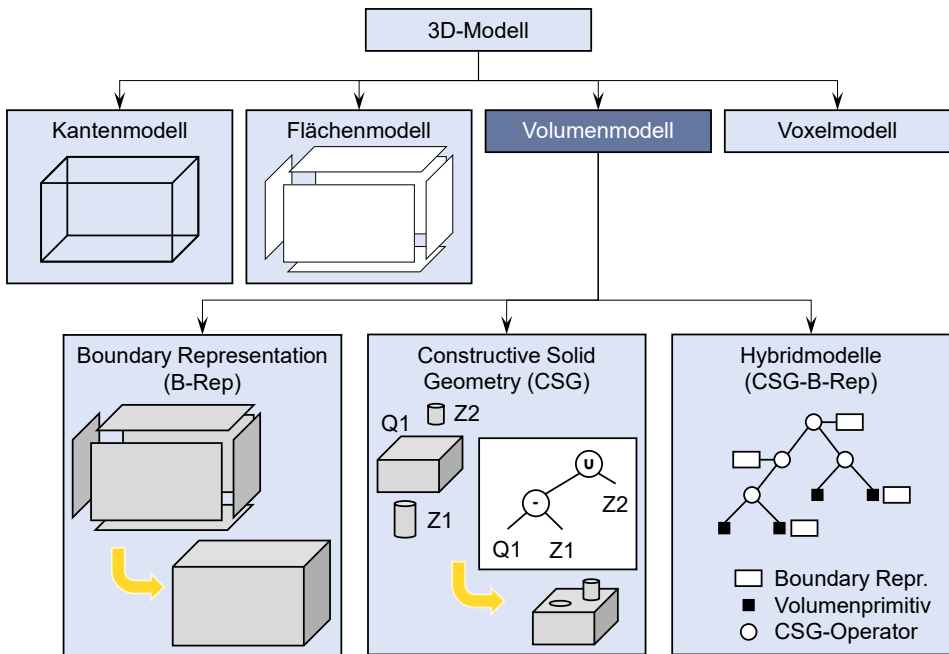 3D-Modell
Kantenmodell
Flächenmodell
Volumenmodell
Voxelmodell
Boundary Representation
(B-Rep)
Constructive Solid
Geometry (CSG)
Q1
Z2
Z1
U
-
Z2
Q1
Z1
Hybridmodelle
(CSG-B-Rep)
Boundary Repr.
Volumenprimitiv
CSG-Operator